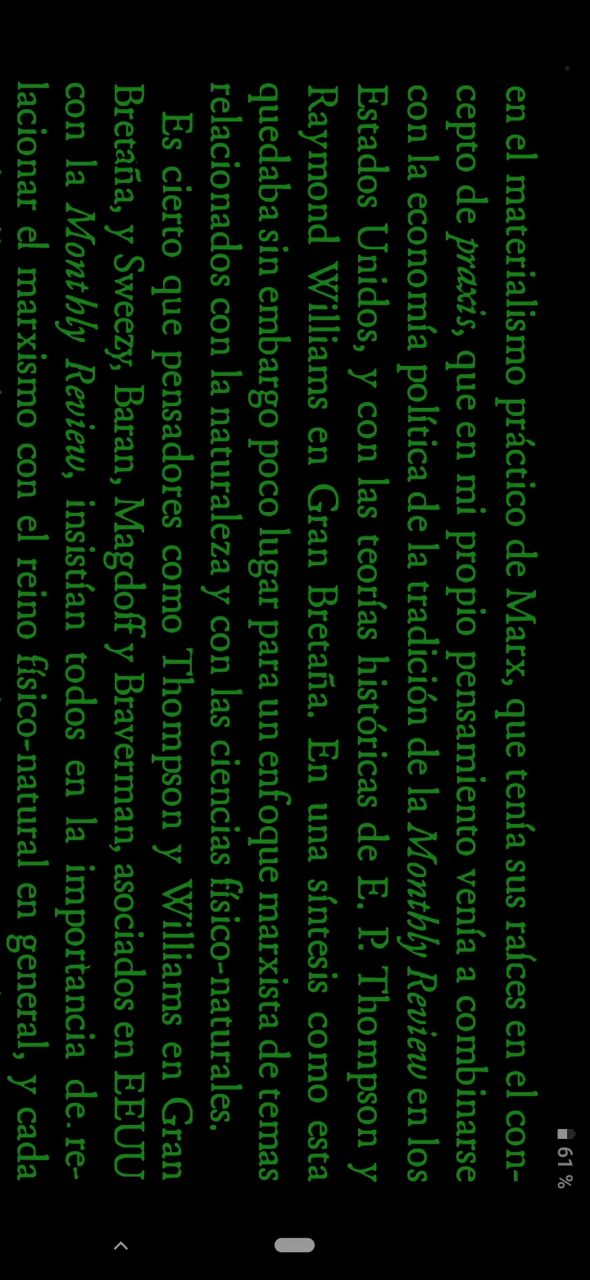 61 %
en el materialismo práctico de Marx, que tenía sus raíces en el con-
cepto de praxis, que en mi propio pensamiento venía a combinarse
con la economía política de la tradición de la Monthly Review en los
Estados Unidos, y con las teorías históricas de E. P. Thompson y
Raymond Williams en Gran Bretaña. En una síntesis como esta
quedaba sin embargo poco lugar para un enfoque marxista de temas
relacionados con la naturaleza y con las ciencias físico-naturales.
Es cierto que pensadores como Thompson y Williams en Gran
Bretaña, y Sweezy, Baran, Magdoff y Braverman, asociados en EEUU
con la Monthly Review, insistían todos en la importancia de re-
lacionar el marxismo con el reino físico-natural en general, y cada